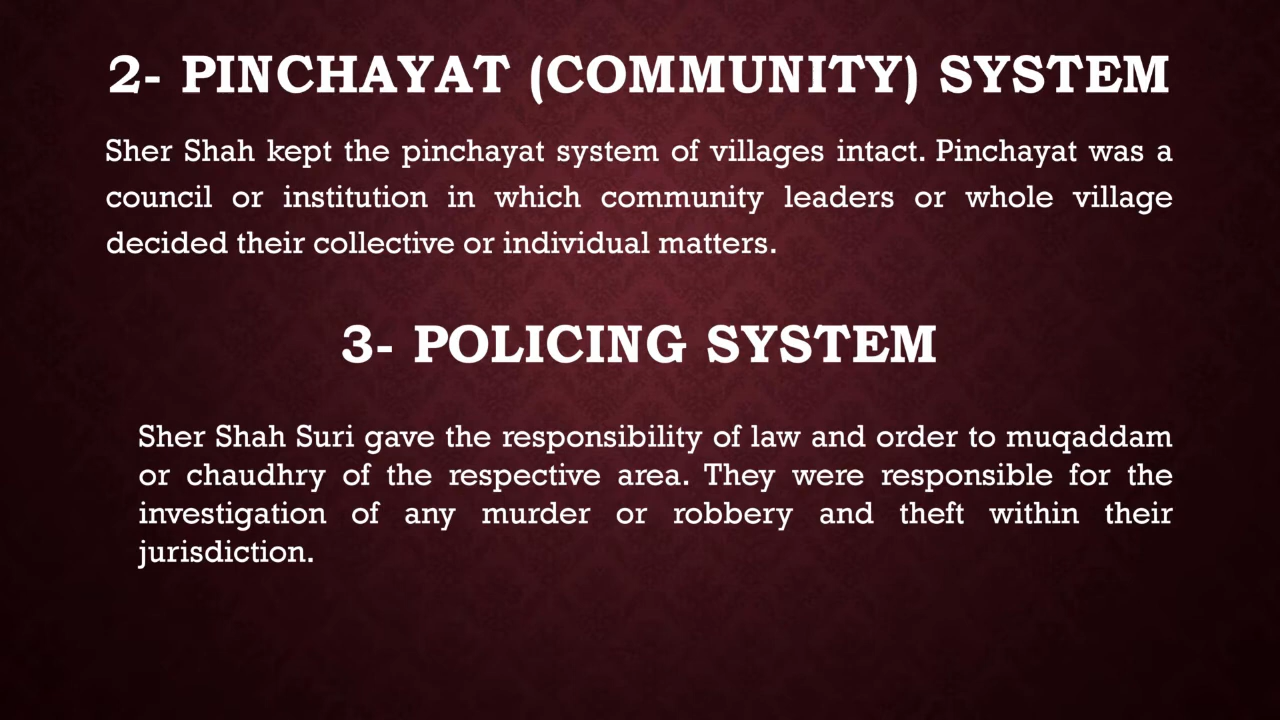 2- PINCHAYAT (COMMUNITY) SYSTEM
Sher Shah kept the pinchayat system of villages intact. Pinchayat was a
council or institution in which community leaders or whole village
decided their collective or individual matters.
3- POLICING SYSTEM
Sher Shah Suri gave the responsibility of law and order to muqaddam
or chaudhry of the respective area. They were responsible for the
investigation of any murder or robbery and theft within their
jurisdiction.